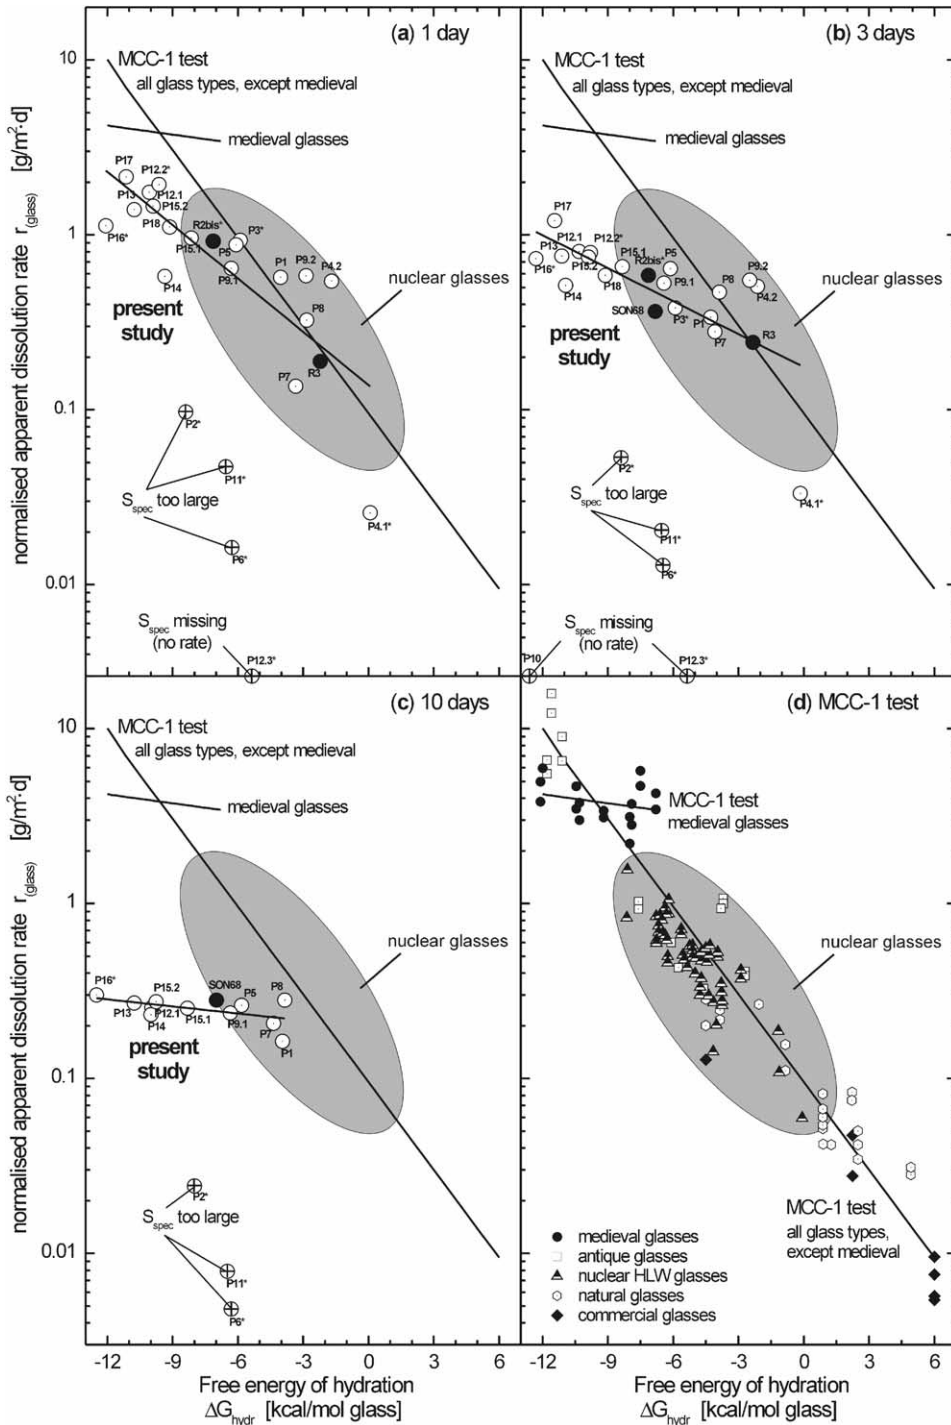 (a) 1 day
10
MCC-1 test
all glass types, except medieval
medieval glasses
P17
P12.2*
P13
P12.1
P15.2
P16*
P18
P15.1
R2bis*
P5
P3*
P14
P9.1
P1
P9.2
P4.2
nuclear glasses
present
study
P8
R3
P7
1
0.1
P2*
P11*
S spec too large
P6*
P4.1*
0.01
S spec missing
(no rate)
P12.3*
normalised apparent dissolution rate r(glass) [g/m²·d]
(b) 3 days
MCC-1 test
all glass types, except medieval
medieval glasses
P17
P13
P12.1
P12.2*
P16*
P15.2
P15.1
R2bis*
P5
P14
P18
P9.1
P8
P9.2
P4.2
nuclear glasses
SON68
P3*
P1
P7
R3
present
study
P2*
S spec too large
P11*
P6*
P4.1*
S spec missing
(no rate)
P10
P12.3*
(c) 10 days
10
MCC-1 test
all glass types, except medieval
medieval glasses
1
nuclear glasses
P16*
P13
P15.2
P12.1
P14
P15.1
SON68
P5
P9.1
P8
P7
P1
present
study
0.1
P2*
S spec too large
P11*
P6*
0.01
normalised apparent dissolution rate r(glass) [g/m²·d]
-12 -9 -6 -3 0 3 6
Free energy of hydration
ΔGhydr [kcal/mol glass]
(d) MCC-1 test
MCC-1 test
medieval glasses
nuclear glasses
MCC-1 test
all glass types,
except medieval
medieval glasses
antique glasses
nuclear HLW glasses
natural glasses
commercial glasses
-12 -9 -6 -3 0 3 6
Free energy of hydration
ΔGhydr [kcal/mol glass]